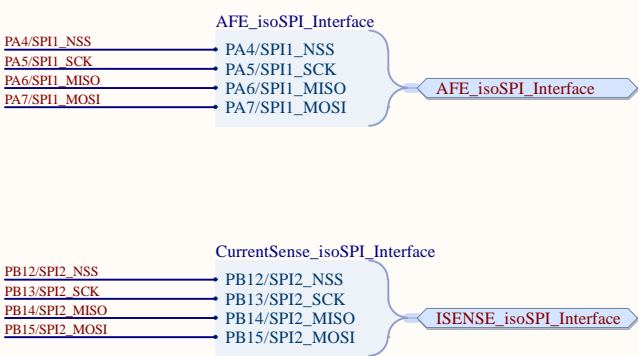 AFE_isoSPI_Interface
PA4/SPI1_NSS PA4/SPI1_NSS
PA5/SPI1_SCK PA5/SPI1_SCK
PA6/SPI1_MISO PA6/SPI1_MISO AFE_isoSPI_Interface
PA7/SPI1_MOSI PA7/SPI1_MOSI
CurrentSense_isoSPI_Interface
PB12/SPI2_NSS PB12/SPI2_NSS
PB13/SPI2_SCK PB13/SPI2_SCK
PB14/SPI2_MISO PB14/SPI2_MISO ISENSE_isoSPI_Interface
PB15/SPI2_MOSI PB15/SPI2_MOSI